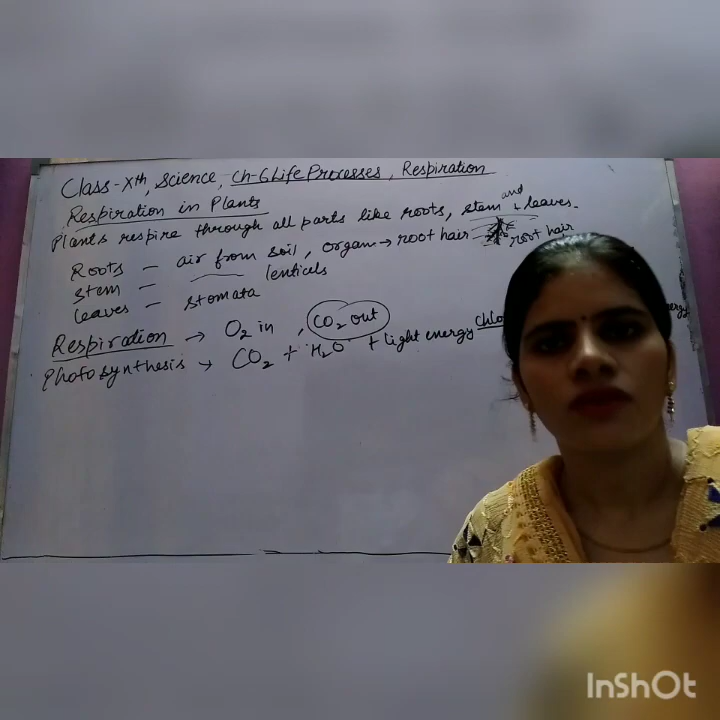 Class-Xth, Science, Ch-6 Life Processes, Respiration
Respiration in Plants
Plants respire through all parts like roots, stem and leaves.
Roots - air from soil, organ → root hair root hair
Stem - lenticels
leaves - stomata
Respiration → O2 in, CO2 out
Photosynthesis → CO2 + H2O + light energy
InShOt